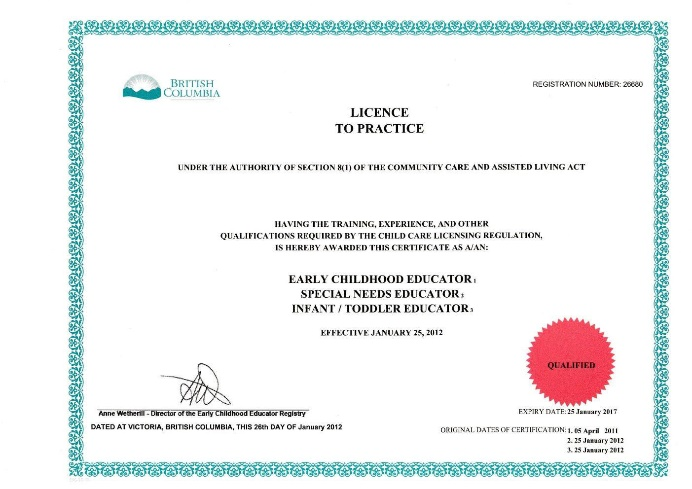 BRITISH
COLUMBIA
REGISTRATION NUMBER: 26680
LICENCE
TO PRACTICE
UNDER THE AUTHORITY OF SECTION 8(1) OF THE COMMUNITY CARE AND ASSISTED LIVING ACT
HAVING THE TRAINING, EXPERIENCE, AND OTHER
QUALIFICATIONS REQUIRED BY THE CHILD CARE LICENSING REGULATION,
IS HEREBY AWARDED THIS CERTIFICATE AS A/AN:
EARLY CHILDHOOD EDUCATOR 1
SPECIAL NEEDS EDUCATOR 2
INFANT / TODDLER EDUCATOR 3
EFFECTIVE JANUARY 25, 2012
QUALIFIED
Anne Wetherill - Director of the Early Childhood Educator Registry
EXPIRY DATE: 25 January 2017
DATED AT VICTORIA, BRITISH COLUMBIA, THIS 26th DAY OF January 2012
ORIGINAL DATES OF CERTIFICATION: 1. 05 April 2011
2. 25 January 2012
3. 25 January 2012